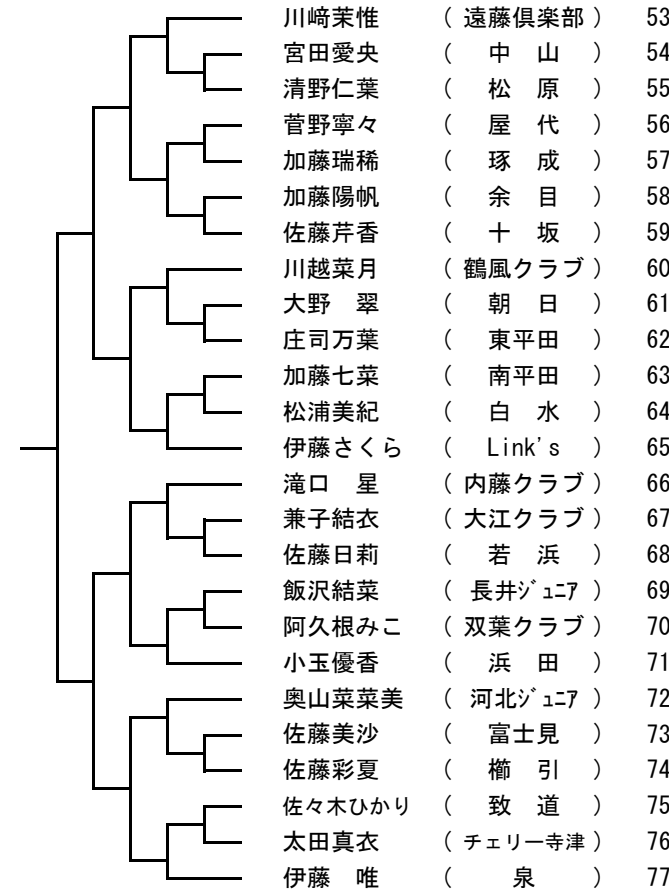 川﨑茉惟 ( 遠藤倶楽部 ) 53
宮田愛央 ( 中 山 ) 54
清野仁葉 ( 松 原 ) 55
菅野寧々 ( 屋 代 ) 56
加藤瑞稀 ( 琢 成 ) 57
加藤陽帆 ( 余 目 ) 58
佐藤芹香 ( 十 坂 ) 59
川越菜月 ( 鶴風クラブ ) 60
大野 翠 ( 朝 日 ) 61
庄司万葉 ( 東平田 ) 62
加藤七菜 ( 南平田 ) 63
松浦美紀 ( 白 水 ) 64
伊藤さくら ( Link's ) 65
滝口 星 ( 内藤クラブ ) 66
兼子結衣 ( 大江クラブ ) 67
佐藤日莉 ( 若 浜 ) 68
飯沢結菜 ( 長井ジュニア ) 69
阿久根みこ ( 双葉クラブ ) 70
小玉優香 ( 浜 田 ) 71
奥山菜菜美 ( 河北ジュニア ) 72
佐藤美沙 ( 富士見 ) 73
佐藤彩夏 ( 櫛 引 ) 74
佐々木ひかり ( 致 道 ) 75
太田真衣 ( チェリー寺津 ) 76
伊藤 唯 ( 泉 ) 77